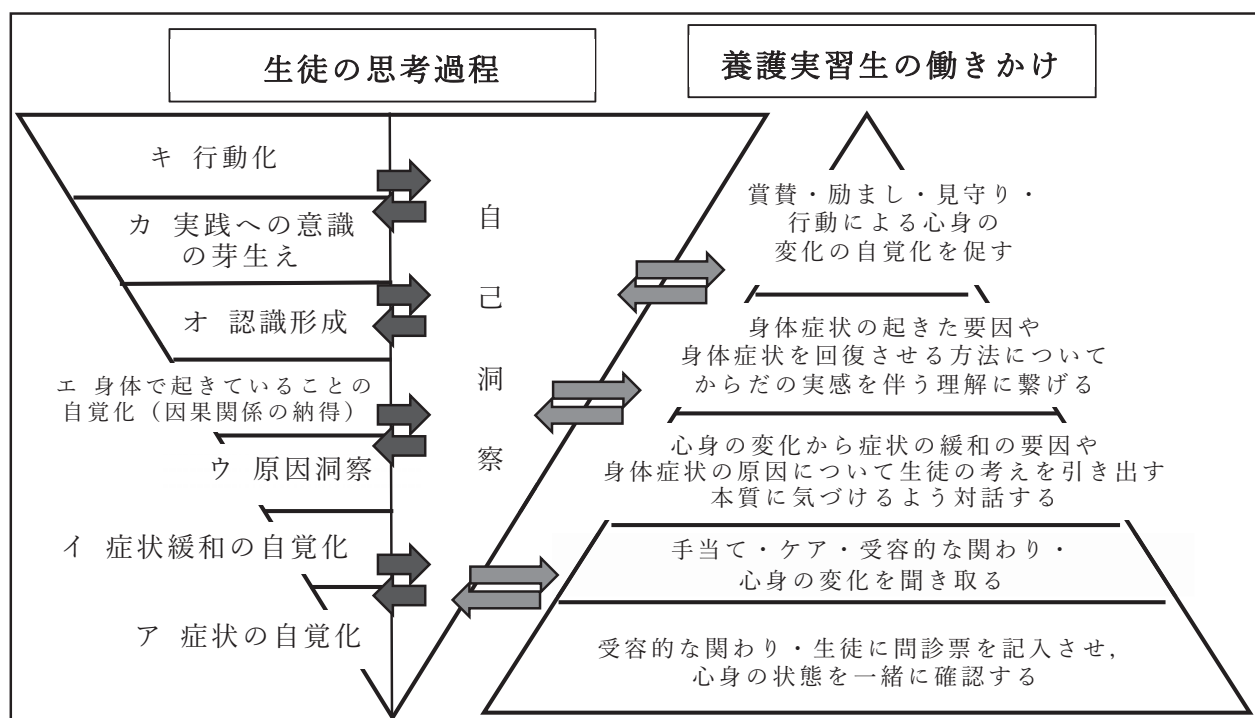 生徒の思考過程
養護実習生の働きかけ
キ 行動化
カ 実践への意識
の芽生え
オ 認識形成
エ 身体で起きていることの
自覚化（因果関係の納得）
ウ 原因洞察
イ 症状緩和の自覚化
ア 症状の自覚化
自
己
洞
察
賞賛・励まし・見守り・
行動による心身の
変化の自覚化を促す
身体症状の起きた要因や
身体症状を回復させる方法について
からだの実感を伴う理解に繋げる
心身の変化から症状の緩和の要因や
身体症状の原因について生徒の考えを引き出す
本質に気づけるよう対話する
手当て・ケア・受容的な関わり・
心身の変化を聞き取る
受容的な関わり・生徒に問診票を記入させ,
心身の状態を一緒に確認する